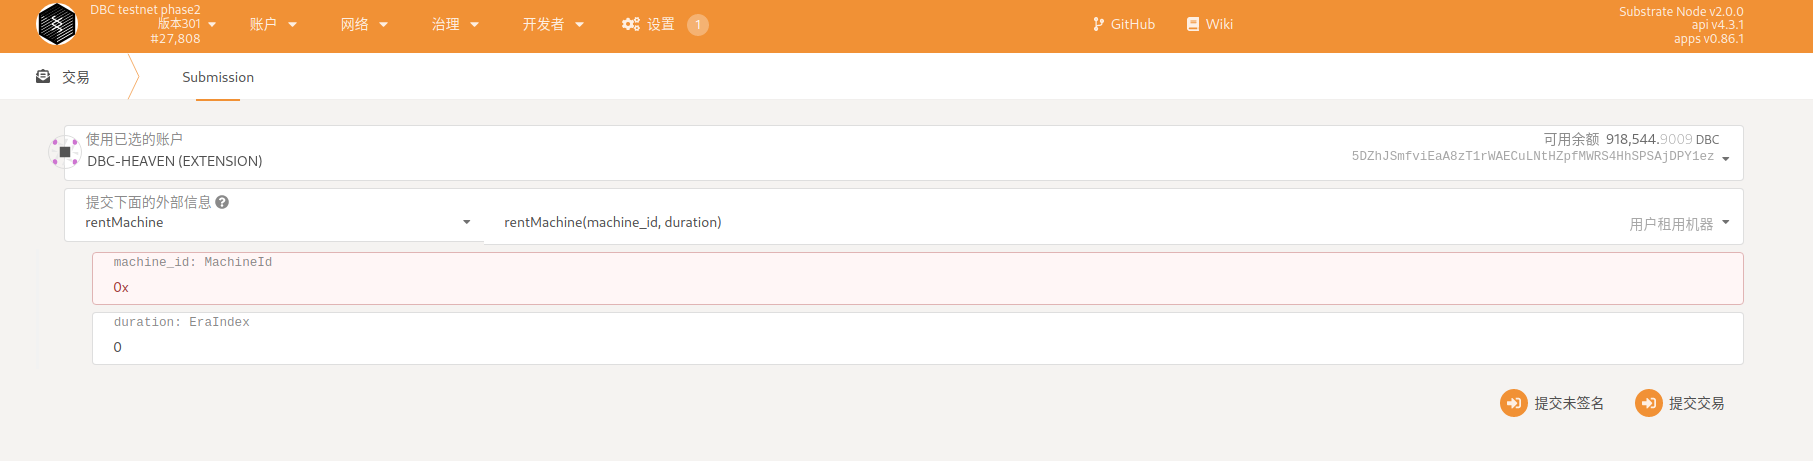 DBC testnet phase2
版本301
#27,808
账户
网络
治理
开发者
设置
1
GitHub
Wiki
Substrate Node v2.0.0
api v4.3.1
apps v0.86.1
交易
Submission
使用已选的账户
DBC-HEAVEN (EXTENSION)
可用余额 918,544.9009 DBC
5DZhJSmfviEaA8zT1rWAECuLNtHZpfMWRS4HhSPSAjDPY1ez
提交下面的外部信息
rentMachine
rentMachine(machine_id, duration)
用户租用机器
machine_id: MachineId
0x
duration: EraIndex
0
提交未签名
提交交易